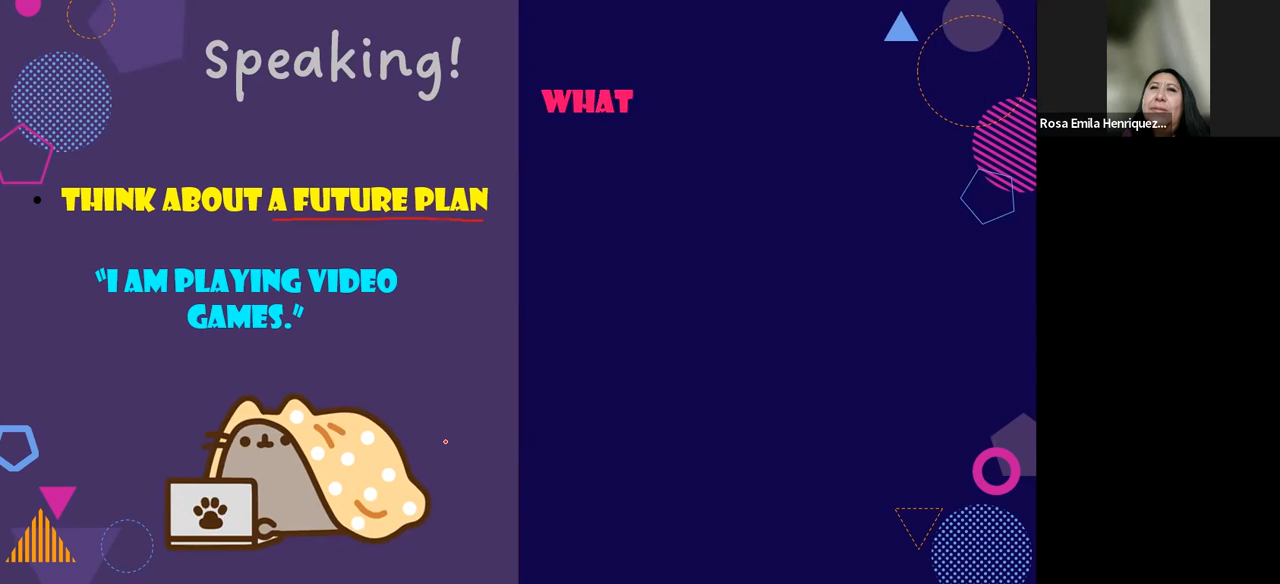 Speaking!
THINK ABOUT A FUTURE PLAN
"I AM PLAYING VIDEO
GAMES."
WHAT
Rosa Emila Henriquez...